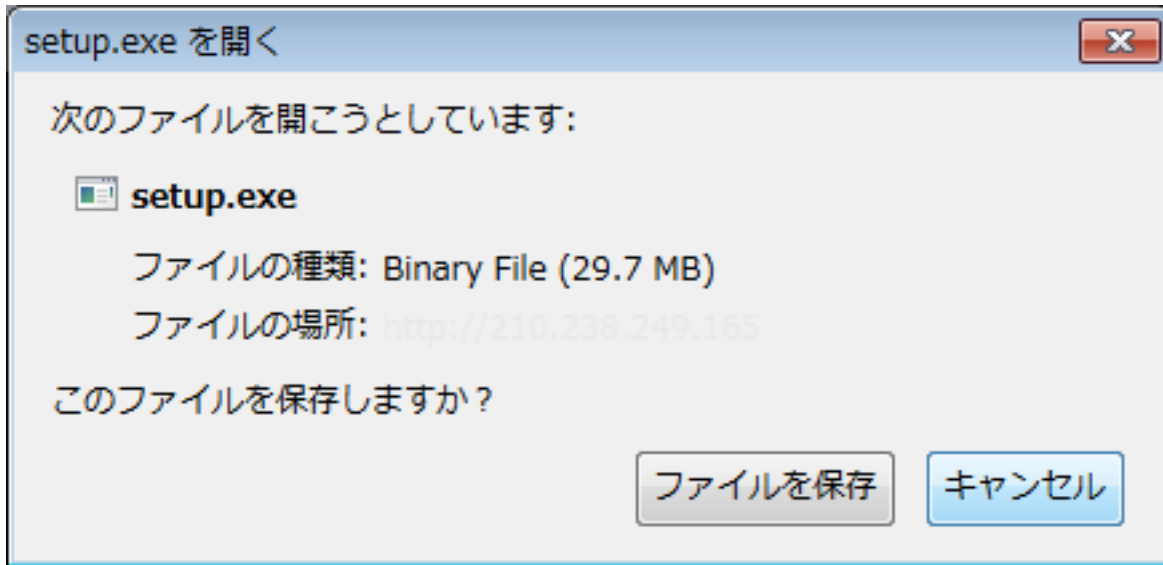 setup.exe を開く
次のファイルを開こうとしています:
setup.exe
ファイルの種類: Binary File (29.7 MB)
ファイルの場所: http://210.238.249.165
このファイルを保存しますか？
ファイルを保存 キャンセル